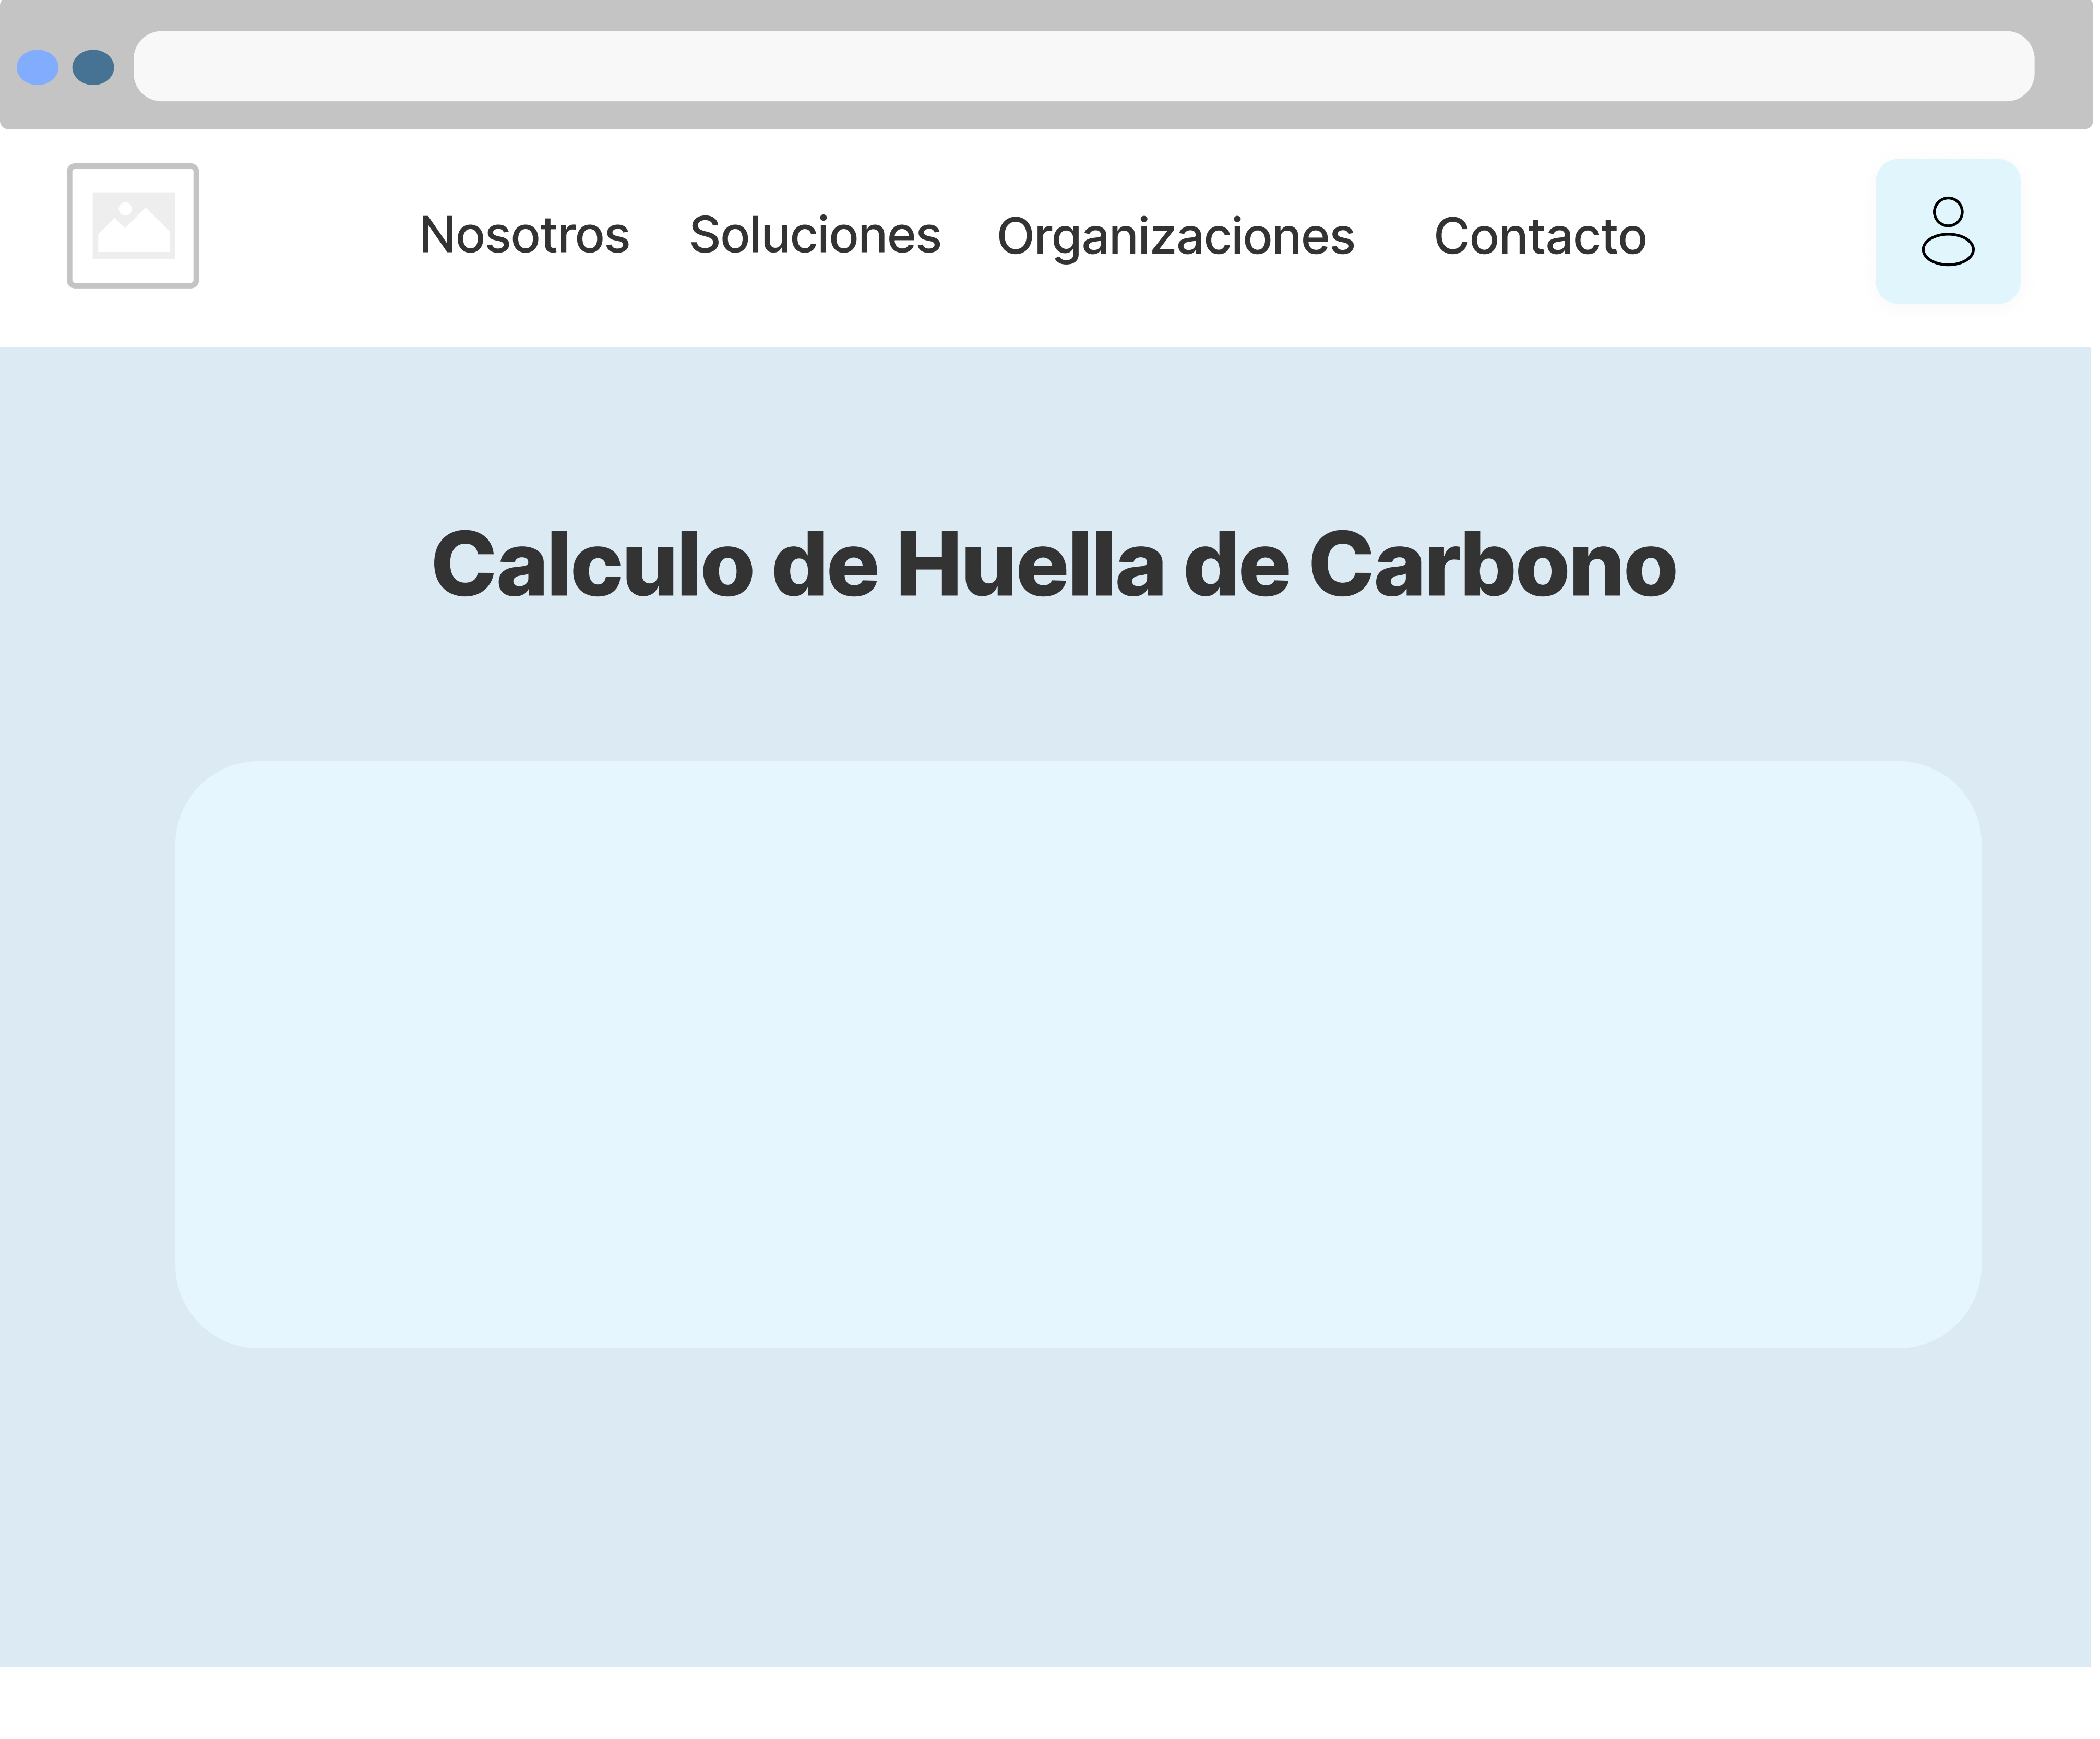 Nosotros Soluciones Organizaciones Contacto
Calculo de Huella de Carbono